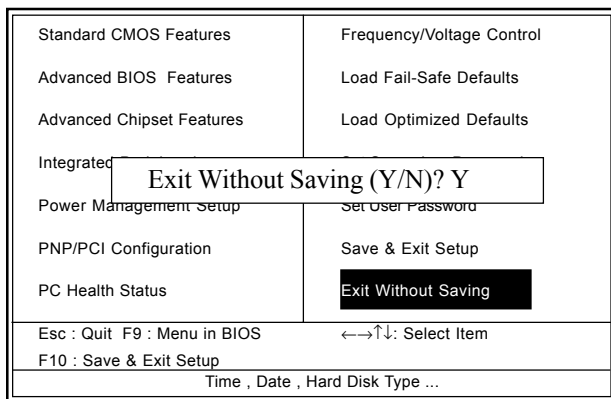 Standard CMOS Features
Advanced BIOS Features
Advanced Chipset Features
Integrated
Power Management Setup
PNP/PCI Configuration
PC Health Status
Frequency/Voltage Control
Load Fail-Safe Defaults
Load Optimized Defaults
Set User Password
Save & Exit Setup
Exit Without Saving
Exit Without Saving (Y/N)? Y
Esc : Quit F9 : Menu in BIOS
←→↑↓: Select Item
F10 : Save & Exit Setup
Time , Date , Hard Disk Type ...